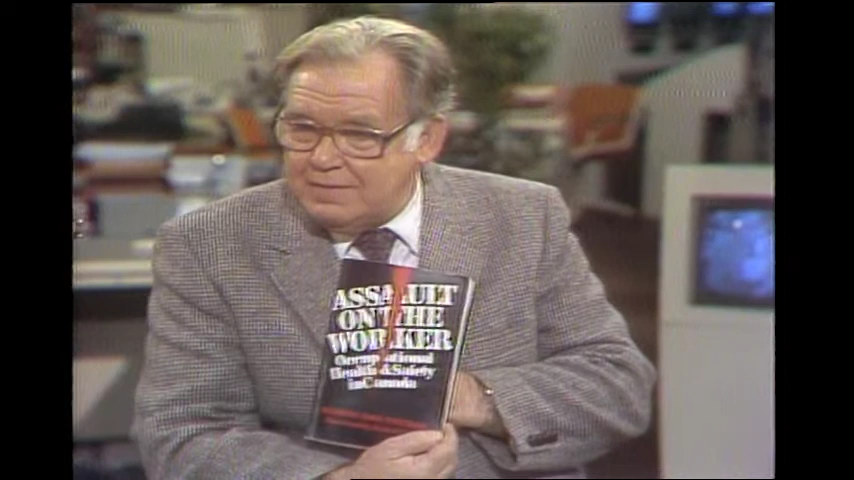 ASSAULT
ON THE
WORKER
Occupational
Health & Safety
in Canada